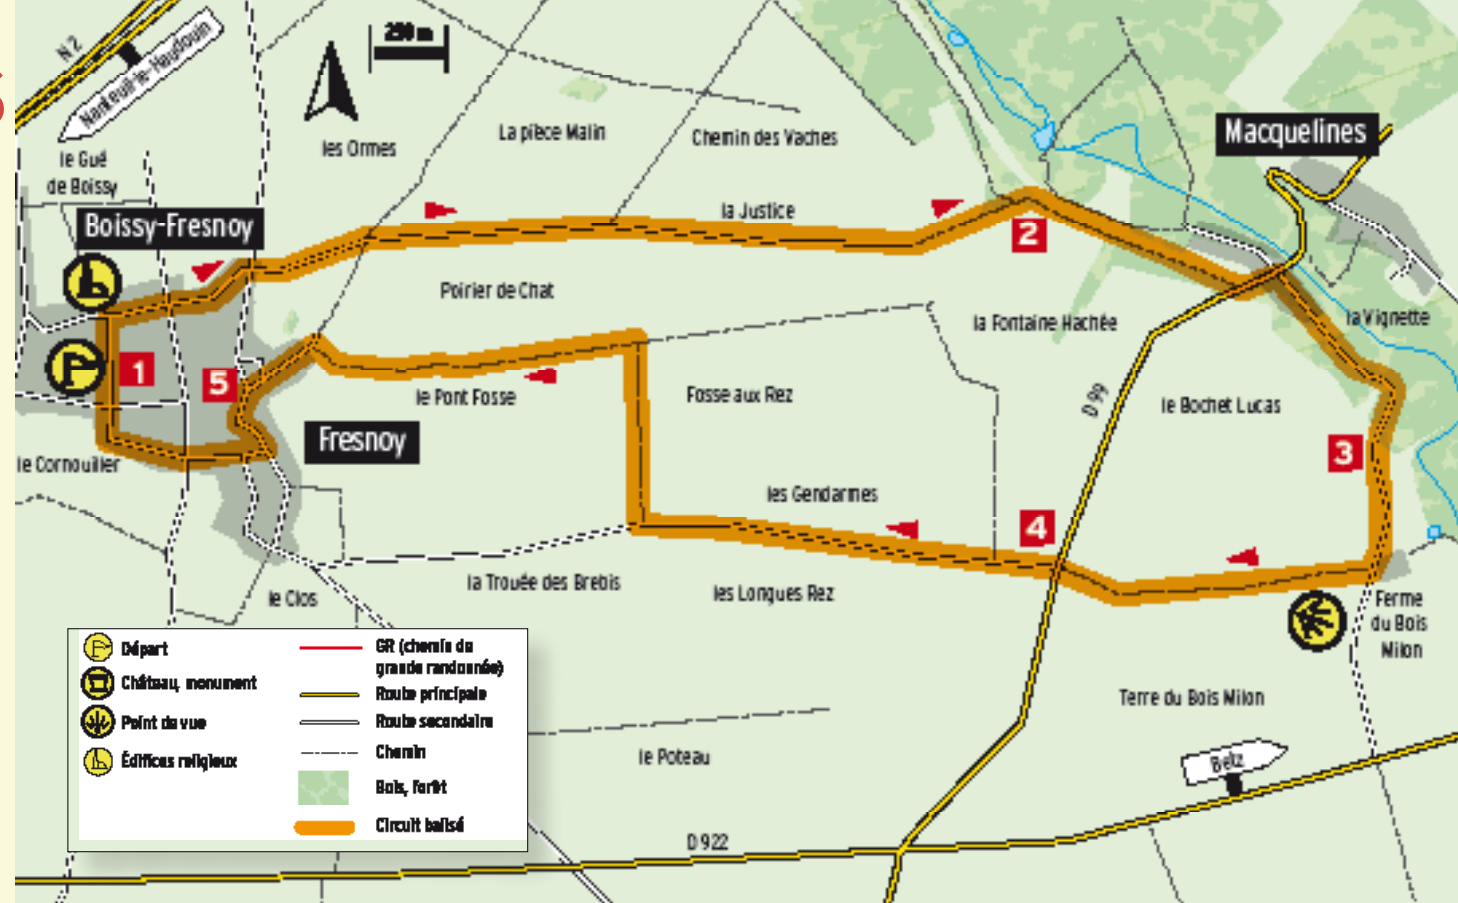 N 2
Nanteuil-le-Haudouin
200 m
les Ormes
La pièce Malin
Chemin des Vaches
Macquelines
le Gué
de Boissy
Boissy-Fresnoy
la Justice
2
Poirier de Chat
la Fontaine Hachée
la Vignette
1
5
le Pont Fosse
Fosse aux Rez
D 99
le Bochet Lucas
Fresnoy
3
le Cornouiller
les Gendarmes
4
la Trouée des Brebis
les Longues Rez
le Clos
Ferme
du Bois
Milon
Départ
Château, monument
Point de vue
Édifices religieux
GR (chemin de
grande randonnée)
Route principale
Route secondaire
Chemin
Bois, forêt
Circuit balisé
Terre du Bois Milon
le Poteau
Betz
D 922